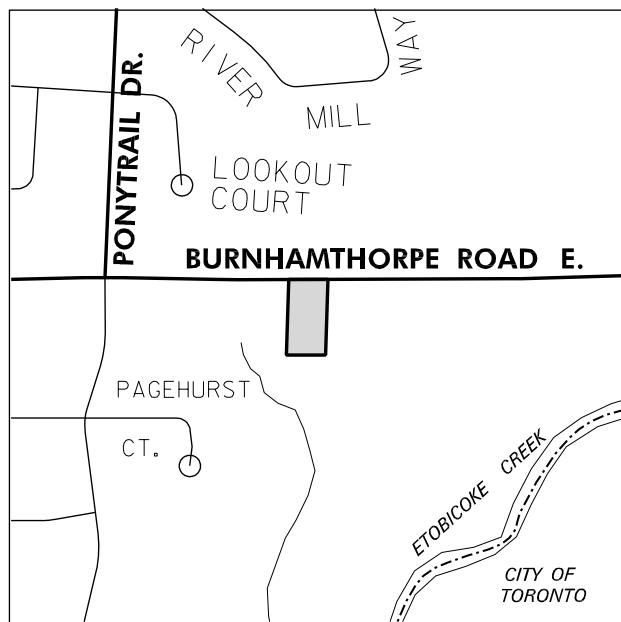 RIVER
MILL
WAY
PONYTRAIL DR.
LOOKOUT
COURT
BURNHAMTHORPE ROAD E.
PAGEHURST
CT.
ETOBICOKE CREEK
CITY OF
TORONTO